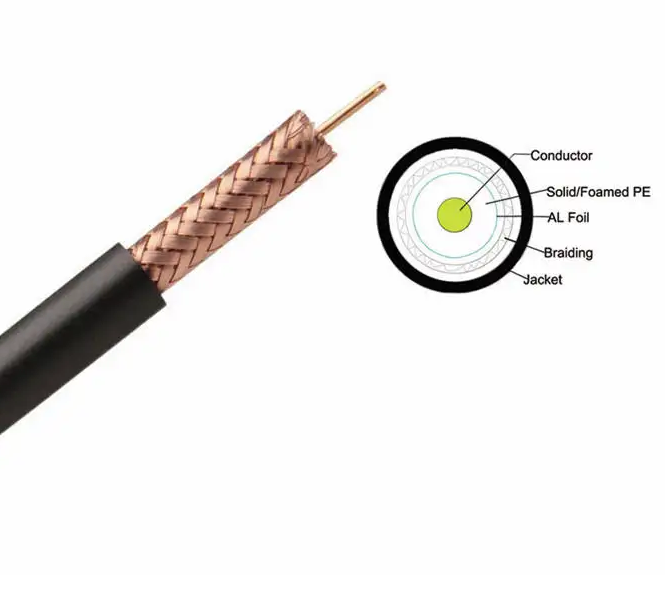 Conductor
Solid/Foamed PE
AL Foil
Braiding
Jacket